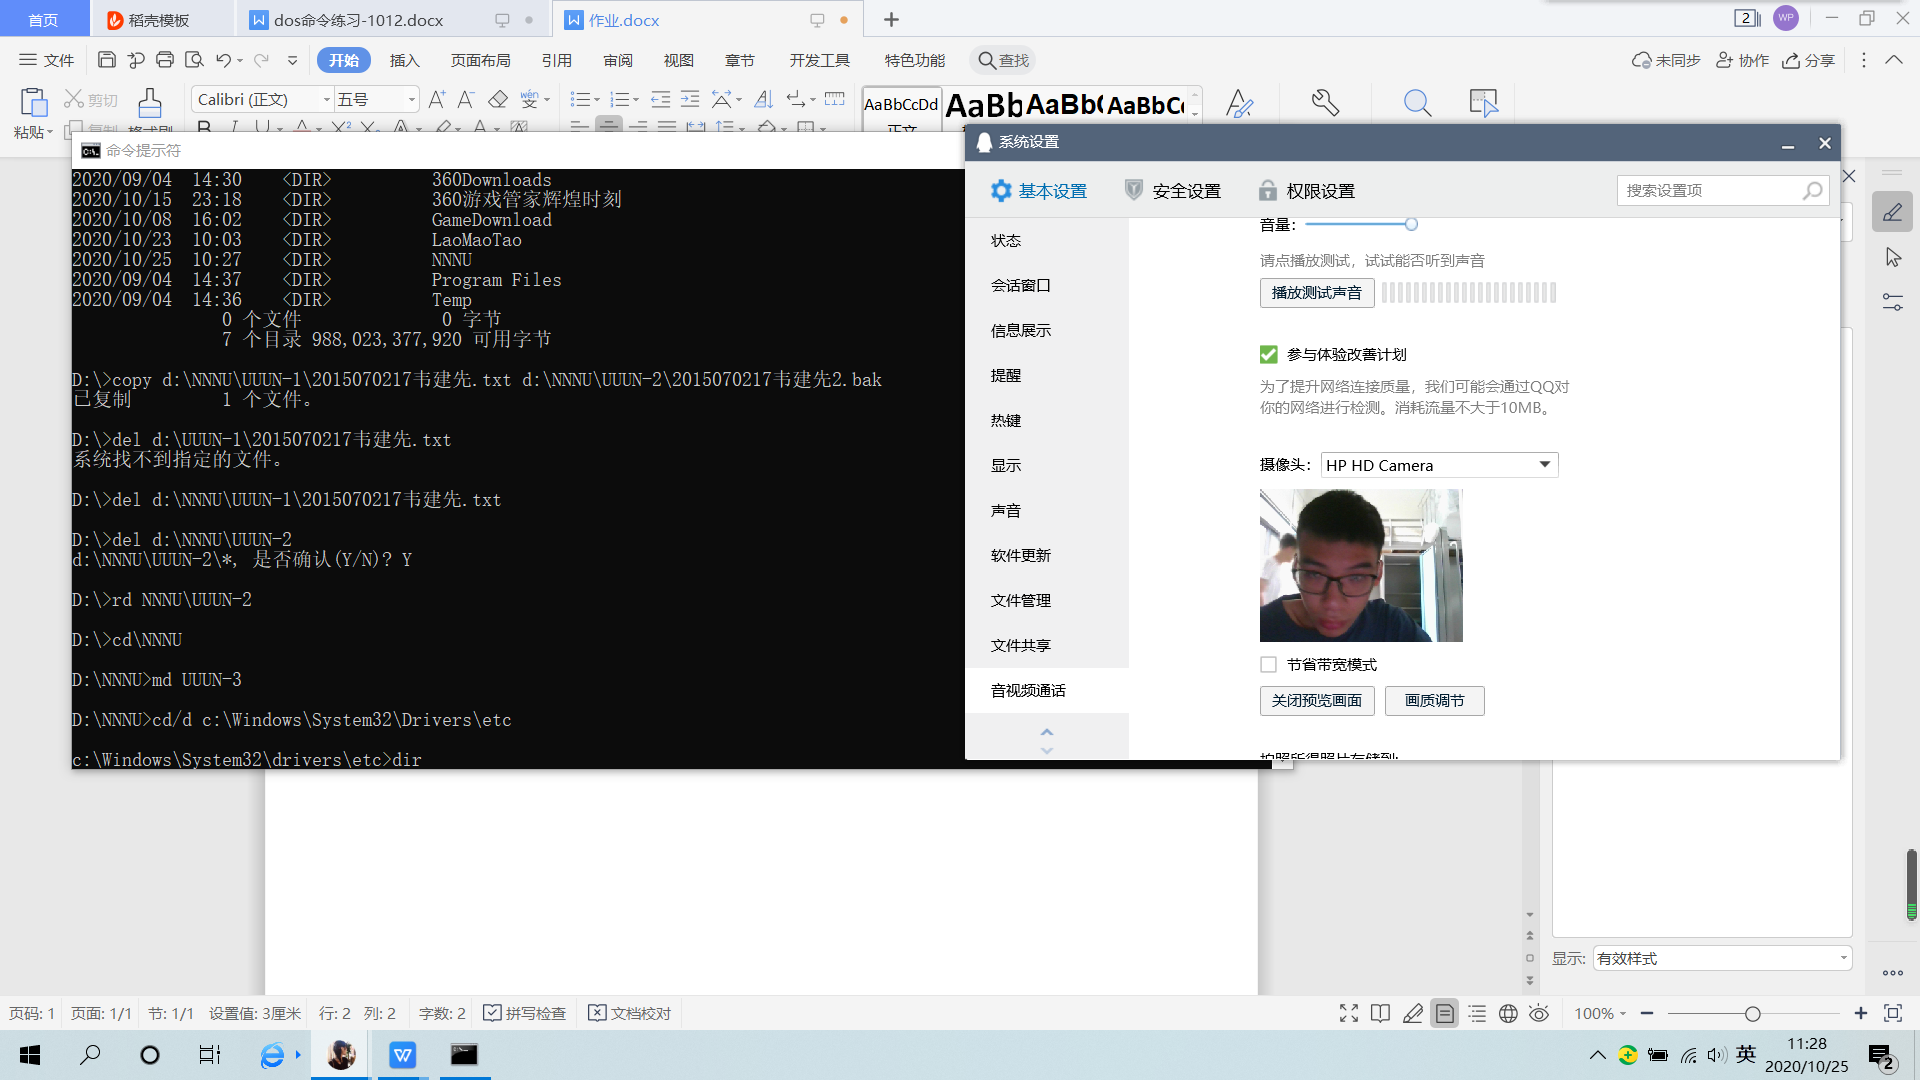 首页
稻壳模板
dos命令练习-1012.docx
作业.docx
2
WP
文件
开始
插入
页面布局
引用
审阅
视图
章节
开发工具
特色功能
查找
未同步
协作
分享
粘贴
剪切
Calibri (正文)
五号
AaBbCcDd
命令提示符
2020/09/04  14:30    <DIR>          360Downloads
2020/10/15  23:18    <DIR>          360游戏管家辉煌时刻
2020/10/08  16:02    <DIR>          GameDownload
2020/10/23  10:03    <DIR>          LaoMaoTao
2020/10/25  10:27    <DIR>          NNNU
2020/09/04  14:37    <DIR>          Program Files
2020/09/04  14:36    <DIR>          Temp
0 个文件              0 字节
7 个目录 988,023,377,920 可用字节
D:\>copy d:\NNNU\UUUN-1\2015070217韦建先.txt d:\NNNU\UUUN-2\2015070217韦建先2.bak
已复制         1 个文件。
D:\>del d:\UUUN-1\2015070217韦建先.txt
系统找不到指定的文件。
D:\>del d:\NNNU\UUUN-1\2015070217韦建先.txt
D:\>del d:\NNNU\UUUN-2
d:\NNNU\UUUN-2\*, 是否确认(Y/N)? Y
D:\>rd NNNU\UUUN-2
D:\>cd\NNNU
D:\NNNU>md UUUN-3
D:\NNNU>cd/d c:\Windows\System32\Drivers\etc
c:\Windows\System32\drivers\etc>dir
系统设置
基本设置
安全设置
权限设置
搜索设置项
状态
会话窗口
信息展示
提醒
热键
显示
声音
软件更新
文件管理
文件共享
音视频通话
音量：
请点播放测试，试试能否听到声音
播放测试声音
参与体验改善计划
为了提升网络连接质量，我们可能会通过QQ对
你的网络进行检测。消耗流量不大于10MB。
摄像头：
HP HD Camera
节省带宽模式
关闭预览画面
画质调节
显示:
有效样式
页码: 1
页面: 1/1
节: 1/1
设置值: 3厘米
行: 2
列: 2
字数: 2
拼写检查
文档校对
100%
英
11:28
2020/10/25
2